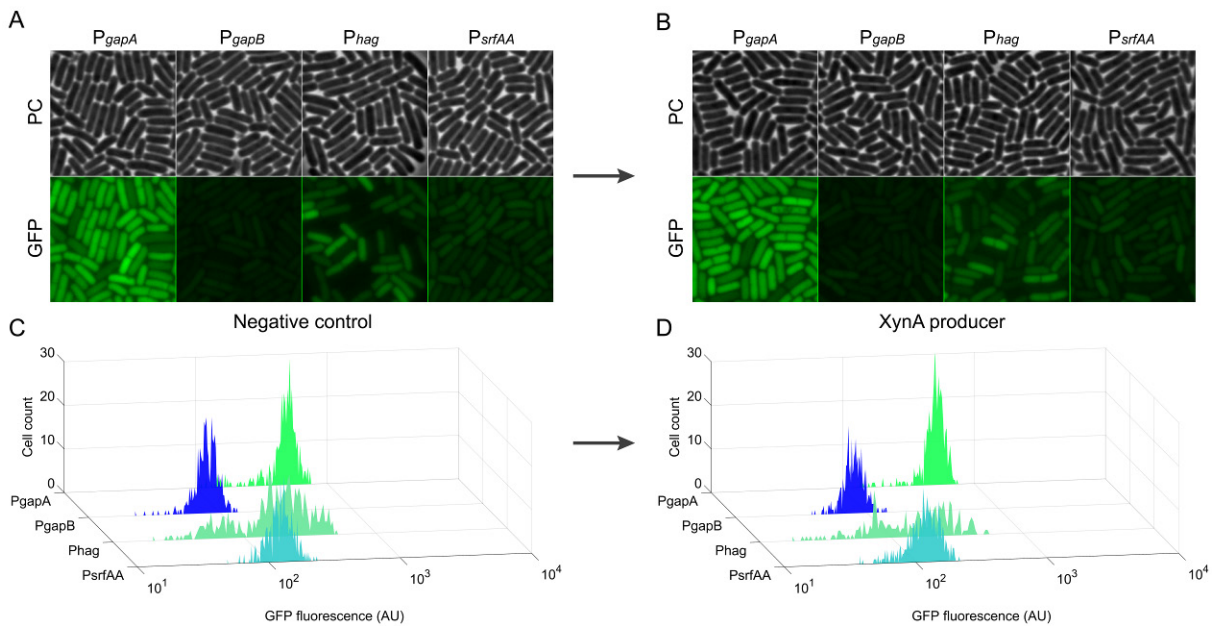 A
PgapA PgapB Phag PsrfAA
PC
GFP
B
PgapA PgapB Phag PsrfAA
PC
GFP
C
Negative control
30
20
10
0
Cell count
PgapA
PgapB
Phag
PsrfAA
10^1 10^2 10^3 10^4
GFP fluorescence (AU)
D
XynA producer
30
20
10
0
Cell count
PgapA
PgapB
Phag
PsrfAA
10^1 10^2 10^3 10^4
GFP fluorescence (AU)